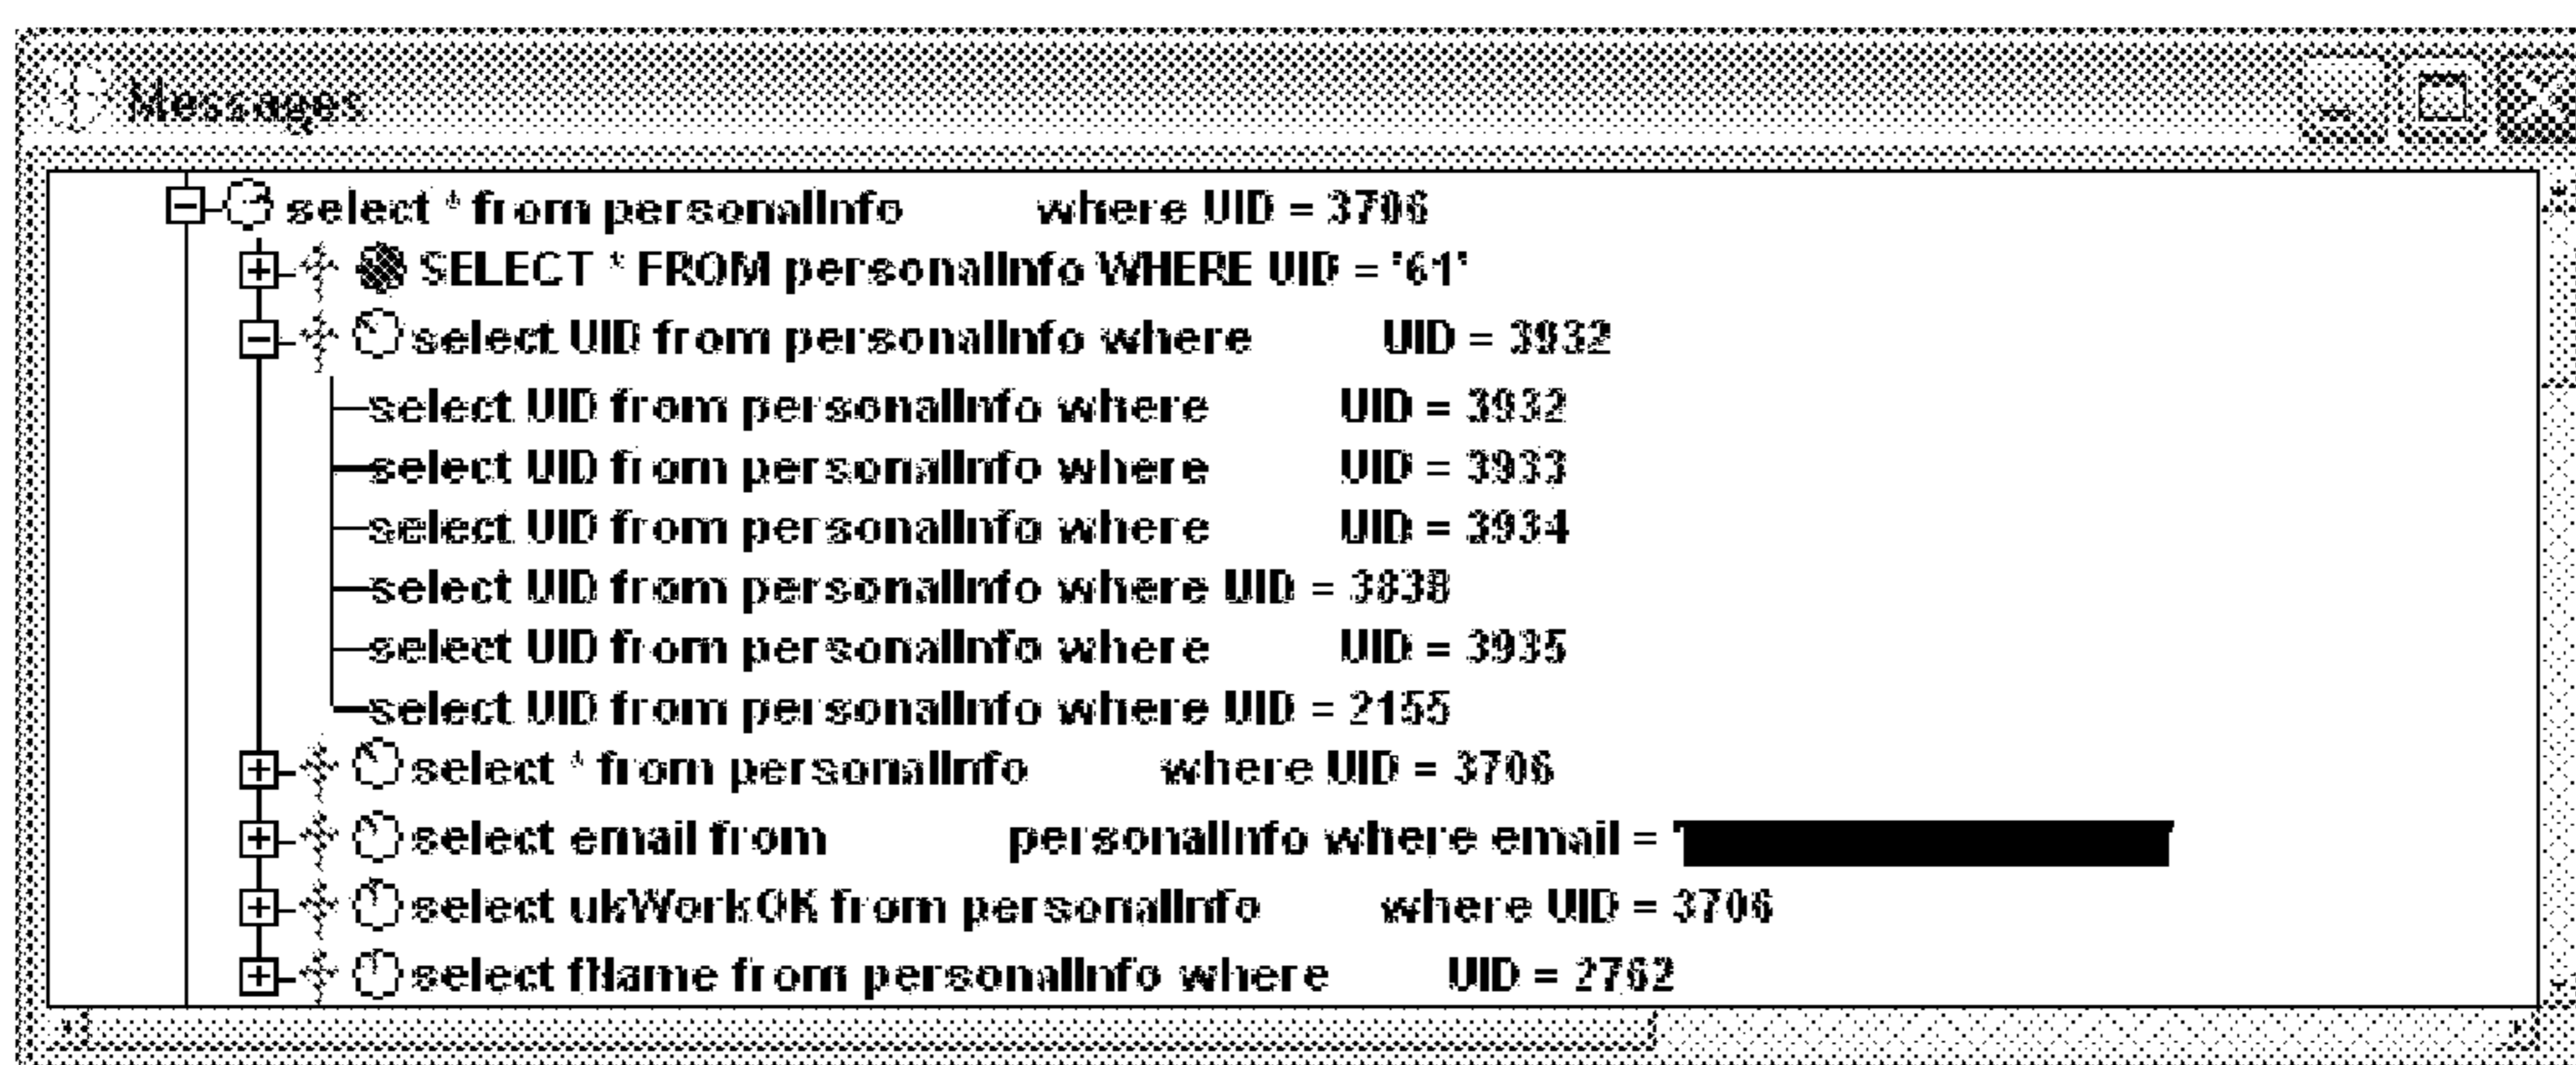 Messages
select * from personalInfo where UID = 3706
SELECT * FROM personalInfo WHERE UID = '61'
select UID from personalInfo where UID = 3932
select UID from personalInfo where UID = 3932
select UID from personalInfo where UID = 3933
select UID from personalInfo where UID = 3934
select UID from personalInfo where UID = 3838
select UID from personalInfo where UID = 3935
select UID from personalInfo where UID = 2155
select * from personalInfo where UID = 3706
select email from personalInfo where email = '
select ukWorkOK from personalInfo where UID = 3706
select fName from personalInfo where UID = 2762